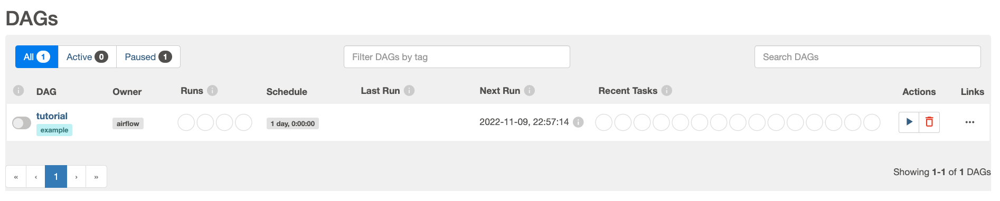 DAGs
All 1 Active 0 Paused 1 Filter DAGs by tag Search DAGs
i DAG Owner Runs i Schedule Last Run i Next Run i Recent Tasks i Actions Links
tutorial
example airflow 1 day, 0:00:00 2022-11-09, 22:57:14 i ...
« ‹ 1 › » Showing 1-1 of 1 DAGs